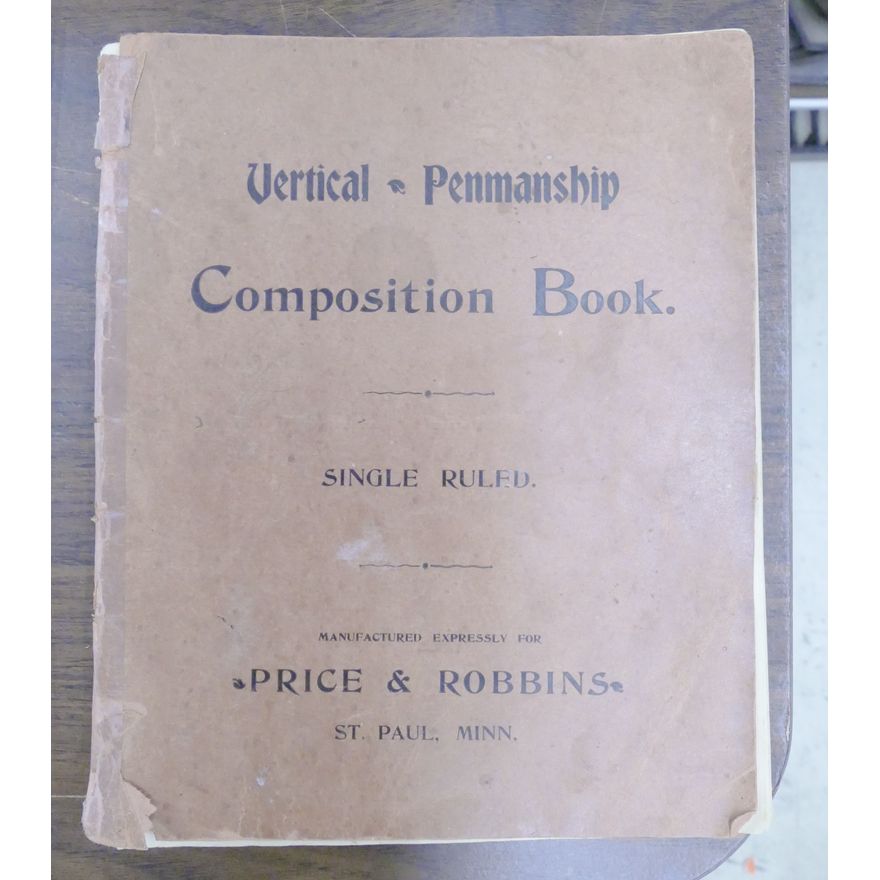 Vertical Penmanship
Composition Book.
SINGLE RULED.
MANUFACTURED EXPRESSLY FOR
PRICE & ROBBINS
ST. PAUL, MINN.